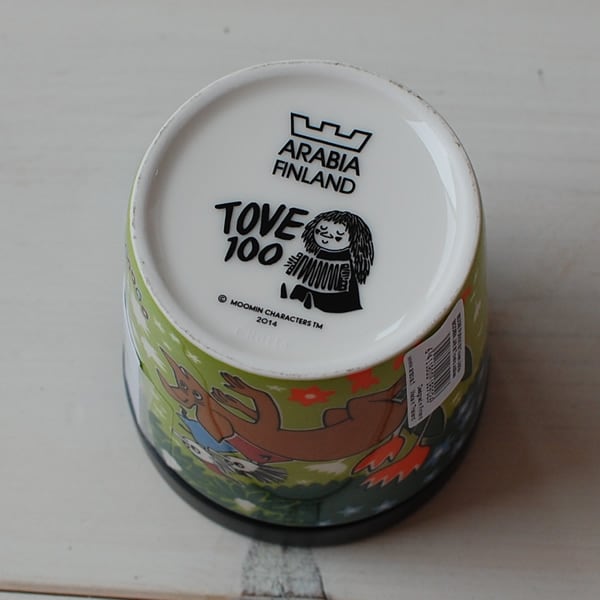 ARABIA
FINLAND
TOVE
100
© MOOMIN CHARACTERS TM
2014